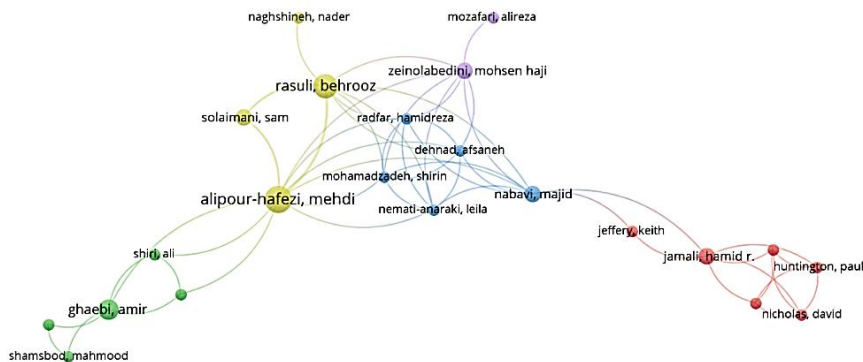 naghshineh, nader
mozafari, alireza
zeinolabedini, mohsen haji
rasuli, behrooz
solaimani, sam
radfar, hamidreza
dehnad, afsaneh
mohamadzadeh, shirin
alipour-hafezi, mehdi
nabavi, majid
nemati-anaraki, leila
jeffery, keith
shiri, ali
jamali, hamid r.
huntington, paul
ghaebi, amir
nicholas, david
shamsbod, mahmood